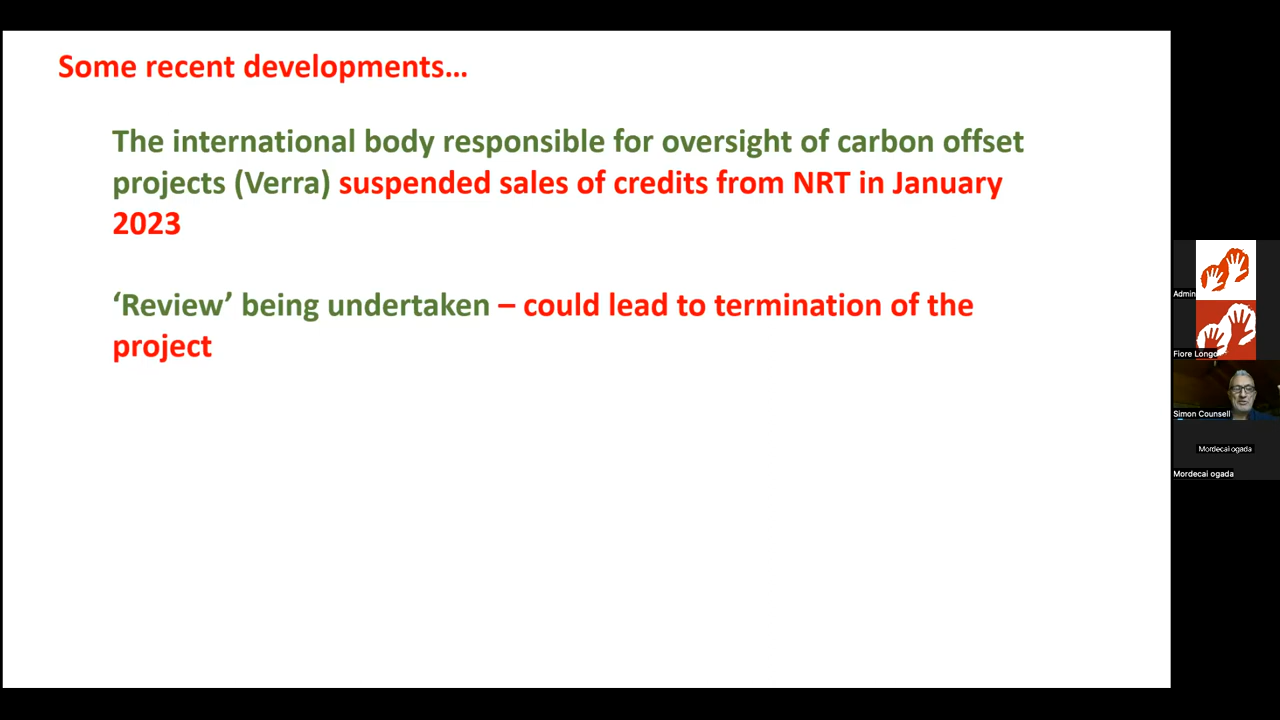 Some recent developments...
The international body responsible for oversight of carbon offset
projects (Verra) suspended sales of credits from NRT in January
2023
‘Review’ being undertaken – could lead to termination of the
project
Admin
Fiore Longo
Simon Counsell
Mordecai ogada
Mordecai ogada